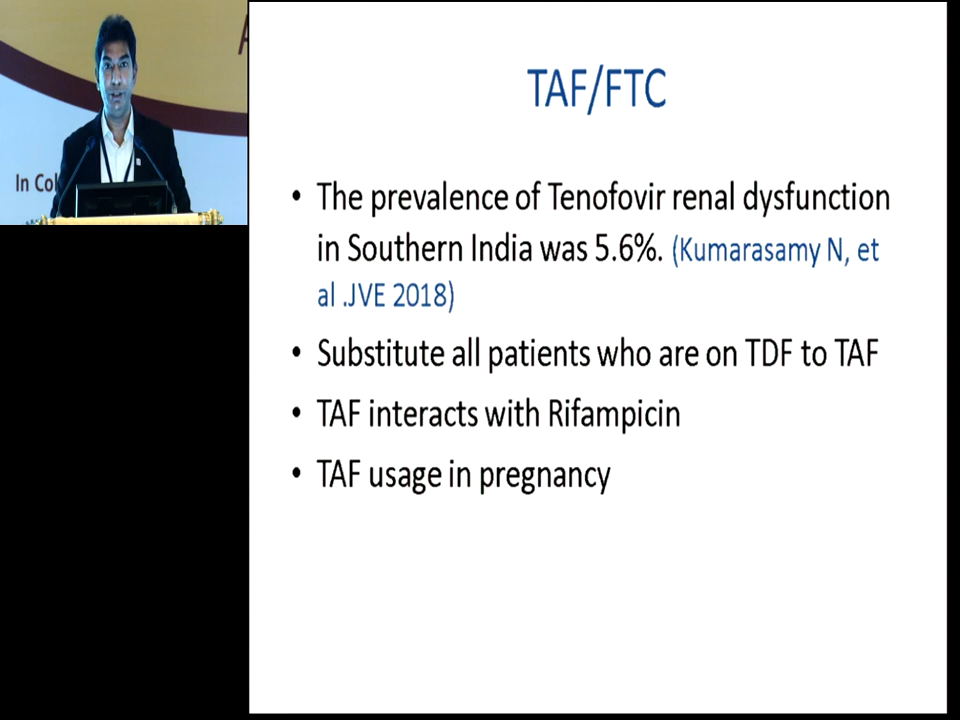 In Col
TAF/FTC
• The prevalence of Tenofovir renal dysfunction
in Southern India was 5.6%. (Kumarasamy N, et
al .JVE 2018)
• Substitute all patients who are on TDF to TAF
• TAF interacts with Rifampicin
• TAF usage in pregnancy